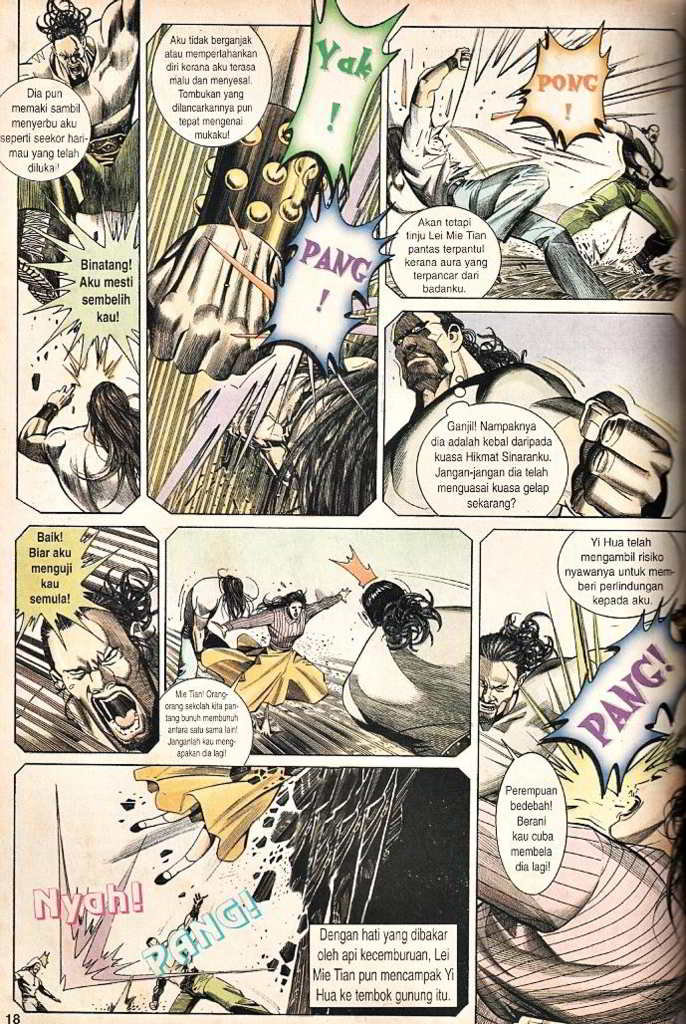 Dia pun
memaki sambil
menyerbu aku
seperti seekor hari-
mau yang telah
dilukai!
Binatang!
Aku mesti
sembelih
kau!
Aku tidak berganjak
atau mempertahankan
diri kerana aku terasa
malu dan menyesal.
Tombukan yang
dilancarkannya pun
tepat mengenai
mukaku!
Yak
!
PANG
!
PONG
!
Akan tetapi
tinju Lei Mie Tian
pantas terpantul
kerana aura yang
terpancar dari
badanku.
Ganjil! Nampaknya
dia adalah kebal daripada
kuasa Hikmat Sinaranku.
Jangan-jangan dia telah
menguasai kuasa gelap
sekarang?
Baik!
Biar aku
menguji
kau
semula!
Mie Tian! Orang-
orang sekolah kita pan-
tang bunuh membunuh
antara satu sama lain!
Janganlah kau meng-
apakan dia lagi!
Yi Hua telah
mengambil risiko
nyawanya untuk mem-
beri perlindungan
kepada aku.
PANG!
Perempuan
bedebah!
Berani
kau cuba
membela
dia lagi!
Nyah!
PANG!
Dengan hati yang dibakar
oleh api kecemburuan, Lei
Mie Tian pun mencampak Yi
Hua ke tembok gunung itu.
18